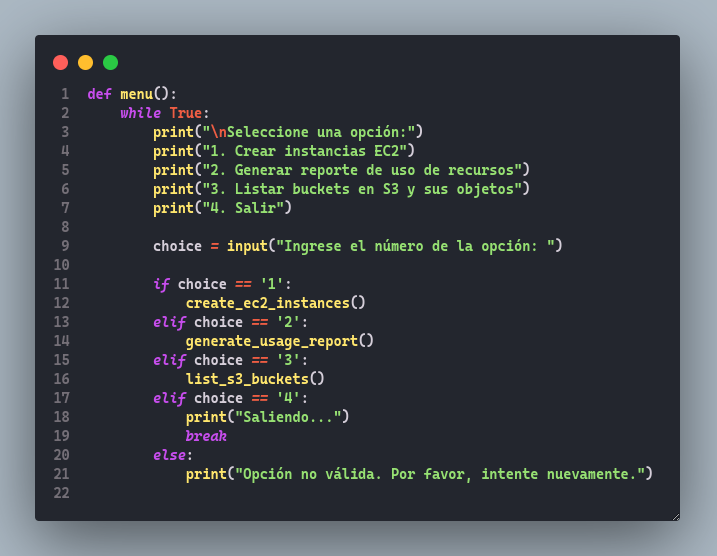 1 def menu():
2     while True:
3         print("\nSeleccione una opción:")
4         print("1. Crear instancias EC2")
5         print("2. Generar reporte de uso de recursos")
6         print("3. Listar buckets en S3 y sus objetos")
7         print("4. Salir")
8
9         choice = input("Ingrese el número de la opción: ")
10
11         if choice == '1':
12             create_ec2_instances()
13         elif choice == '2':
14             generate_usage_report()
15         elif choice == '3':
16             list_s3_buckets()
17         elif choice == '4':
18             print("Saliendo...")
19             break
20         else:
21             print("Opción no válida. Por favor, intente nuevamente.")
22